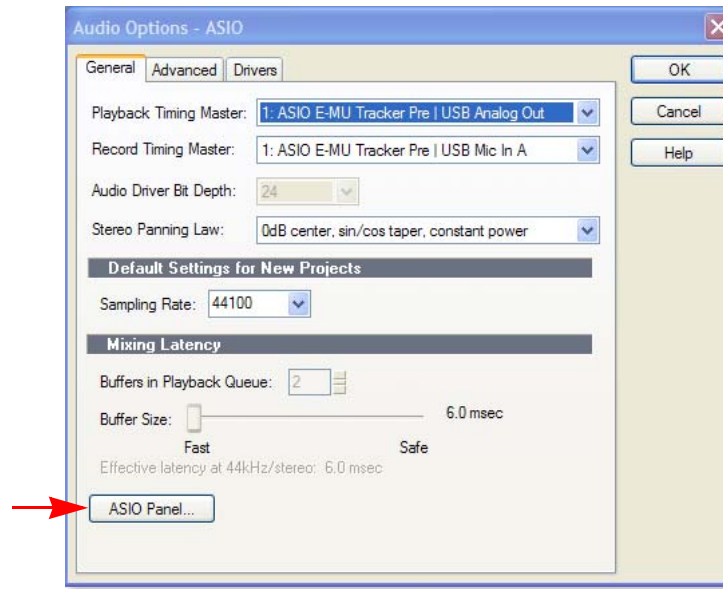 Audio Options - ASIO
General Advanced Drivers
OK
Cancel
Help
Playback Timing Master: 1: ASIO E-MU Tracker Pre | USB Analog Out
Record Timing Master: 1: ASIO E-MU Tracker Pre | USB Mic In A
Audio Driver Bit Depth: 24
Stereo Panning Law: 0dB center, sin/cos taper, constant power
Default Settings for New Projects
Sampling Rate: 44100
Mixing Latency
Buffers in Playback Queue: 2
Buffer Size: 6.0 msec
Fast Safe
Effective latency at 44kHz/stereo: 6.0 msec
ASIO Panel...